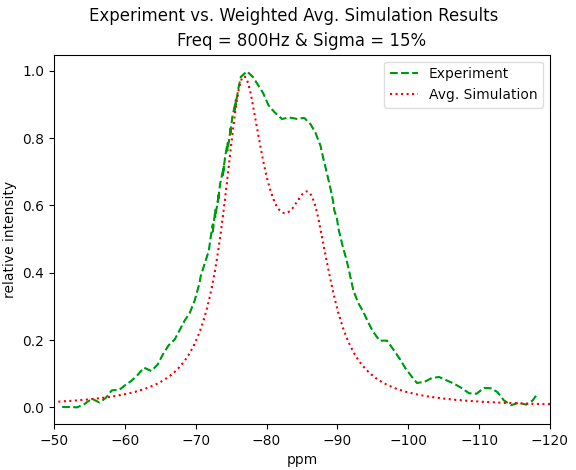 Experiment vs. Weighted Avg. Simulation Results
Freq = 800Hz & Sigma = 15%
Experiment
Avg. Simulation
relative intensity
1.0
0.8
0.6
0.4
0.2
0.0
−50
−60
−70
−80
−90
−100
−110
−120
ppm